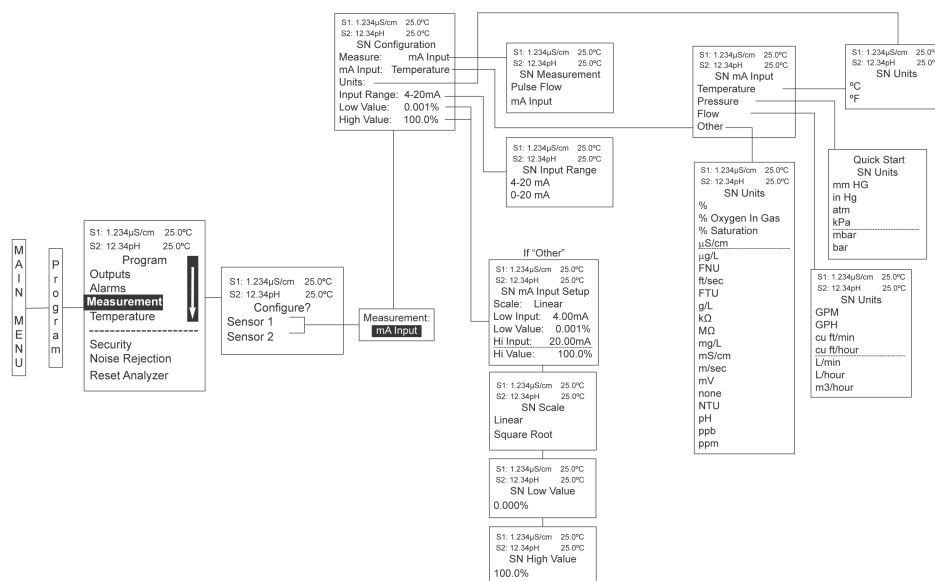 MAIN MENU
Program
S1: 1.234µS/cm 25.0ºC
S2: 12.34pH 25.0ºC
Program
Outputs
Alarms
Measurement
Temperature
Security
Noise Rejection
Reset Analyzer
S1: 1.234µS/cm 25.0ºC
S2: 12.34pH 25.0ºC
Configure?
Sensor 1
Sensor 2
Measurement:
mA Input
S1: 1.234µS/cm 25.0ºC
S2: 12.34pH 25.0ºC
SN Configuration
Measure: mA Input
mA Input: Temperature
Units:
Input Range: 4-20mA
Low Value: 0.001%
High Value: 100.0%
S1: 1.234µS/cm 25.0ºC
S2: 12.34pH 25.0ºC
SN Measurement
Pulse Flow
mA Input
S1: 1.234µS/cm 25.0ºC
S2: 12.34pH 25.0ºC
SN Input Range
4-20 mA
0-20 mA
If “Other”
S1: 1.234µS/cm 25.0ºC
S2: 12.34pH 25.0ºC
SN mA Input Setup
Scale: Linear
Low Input: 4.00mA
Low Value: 0.001%
Hi Input: 20.00mA
Hi Value: 100.0%
S1: 1.234µS/cm 25.0ºC
S2: 12.34pH 25.0ºC
SN Scale
Linear
Square Root
S1: 1.234µS/cm 25.0ºC
S2: 12.34pH 25.0ºC
SN Low Value
0.000%
S1: 1.234µS/cm 25.0ºC
S2: 12.34pH 25.0ºC
SN High Value
100.0%
S1: 1.234µS/cm 25.0ºC
S2: 12.34pH 25.0ºC
SN mA Input
Temperature
Pressure
Flow
Other
S1: 1.234µS/cm 25.0ºC
S2: 12.34pH 25.0ºC
SN Units
%
% Oxygen In Gas
% Saturation
µS/cm
µg/L
FNU
ft/sec
FTU
g/L
kΩ
MΩ
mg/L
mS/cm
m/sec
mV
none
NTU
pH
ppb
ppm
S1: 1.234µS/cm 25.0º
S2: 12.34pH 25.0º
SN Units
ºC
ºF
Quick Start
SN Units
mm HG
in Hg
atm
kPa
mbar
bar
S1: 1.234µS/cm 25.0ºC
S2: 12.34pH 25.0ºC
SN Units
GPM
GPH
cu ft/min
cu ft/hour
L/min
L/hour
m3/hour